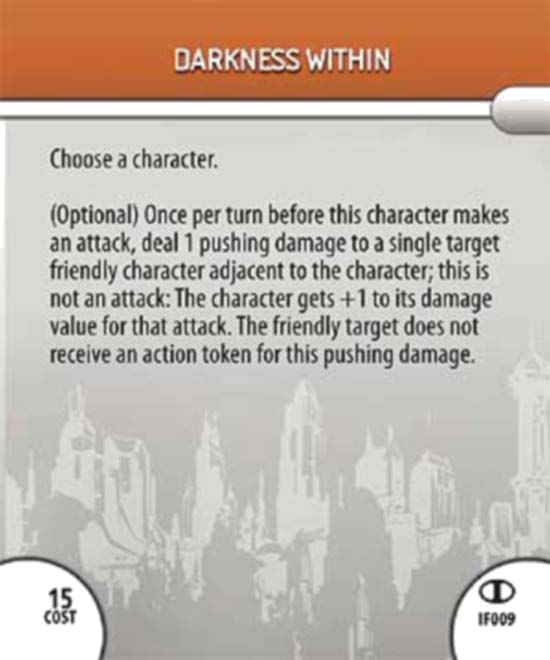 DARKNESS WITHIN
Choose a character.
(Optional) Once per turn before this character makes
an attack, deal 1 pushing damage to a single target
friendly character adjacent to the character; this is
not an attack: The character gets +1 to its damage
value for that attack. The friendly target does not
receive an action token for this pushing damage.
15
COST
IF009